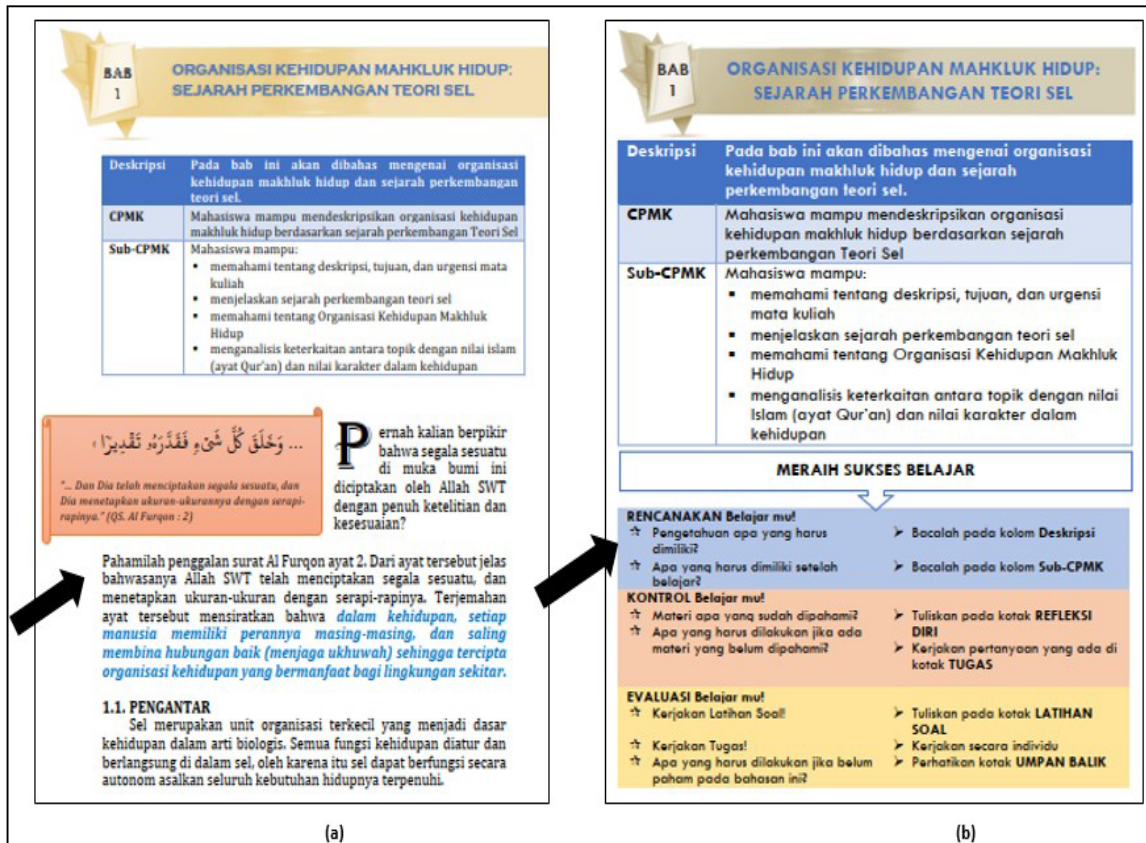 BAB
1
ORGANISASI KEHIDUPAN MAHKLUK HIDUP:
SEJARAH PERKEMBANGAN TEORI SEL
Deskripsi Pada bab ini akan dibahas mengenai organisasi
kehidupan makhluk hidup dan sejarah perkembangan
teori sel.
CPMK Mahasiswa mampu mendeskripsikan organisasi kehidupan
makhluk hidup berdasarkan sejarah perkembangan Teori Sel
Sub-CPMK Mahasiswa mampu:
▪ memahami tentang deskripsi, tujuan, dan urgensi mata
kuliah
▪ menjelaskan sejarah perkembangan teori sel
▪ memahami tentang Organisasi Kehidupan Makhluk
Hidup
▪ menganalisis keterkaitan antara topik dengan nilai islam
(ayat Qur'an) dan nilai karakter dalam kehidupan
... وَخَلَقَ كُلَّ شَيْءٍ فَقَدَّرَهُ تَقْدِيْرًا ،
"... Dan Dia telah menciptakan segala sesuatu, dan
Dia menetapkan ukuran-ukurannya dengan serapi-
rapinya." (QS. Al Furqon : 2)
Pernah kalian berpikir
bahwa segala sesuatu
di muka bumi ini
diciptakan oleh Allah SWT
dengan penuh ketelitian dan
kesesuaian?
Pahamilah penggalan surat Al Furqon ayat 2. Dari ayat tersebut jelas
bahwasanya Allah SWT telah menciptakan segala sesuatu, dan
menetapkan ukuran-ukuran dengan serapi-rapinya. Terjemahan
ayat tersebut mensiratkan bahwa dalam kehidupan, setiap
manusia memiliki perannya masing-masing, dan saling
membina hubungan baik (menjaga ukhuwah) sehingga tercipta
organisasi kehidupan yang bermanfaat bagi lingkungan sekitar.
1.1. PENGANTAR
Sel merupakan unit organisasi terkecil yang menjadi dasar
kehidupan dalam arti biologis. Semua fungsi kehidupan diatur dan
berlangsung di dalam sel, oleh karena itu sel dapat berfungsi secara
autonom asalkan seluruh kebutuhan hidupnya terpenuhi.
(a)
BAB
1
ORGANISASI KEHIDUPAN MAHKLUK HIDUP:
SEJARAH PERKEMBANGAN TEORI SEL
Deskripsi Pada bab ini akan dibahas mengenai organisasi
kehidupan makhluk hidup dan sejarah
perkembangan teori sel.
CPMK Mahasiswa mampu mendeskripsikan organisasi
kehidupan makhluk hidup berdasarkan sejarah
perkembangan Teori Sel
Sub-CPMK Mahasiswa mampu:
▪ memahami tentang deskripsi, tujuan, dan urgensi
mata kuliah
▪ menjelaskan sejarah perkembangan teori sel
▪ memahami tentang Organisasi Kehidupan Makhluk
Hidup
▪ menganalisis keterkaitan antara topik dengan nilai
Islam (ayat Qur'an) dan nilai karakter dalam
kehidupan
MERAIH SUKSES BELAJAR
RENCANAKAN Belajar mu!
☆ Pengetahuan apa yang harus ➢ Bacalah pada kolom Deskripsi
dimiliki?
☆ Apa yang harus dimiliki setelah ➢ Bacalah pada kolom Sub-CPMK
belajar?
KONTROL Belajar mu!
☆ Materi apa yang sudah dipahami? ➢ Tuliskan pada kotak REFLEKSI
☆ Apa yang harus dilakukan jika ada DIRI
materi yang belum dipahami? ➢ Kerjakan pertanyaan yang ada di
kotak TUGAS
EVALUASI Belajar mu!
☆ Kerjakan Latihan Soal! ➢ Tuliskan pada kotak LATIHAN
SOAL
☆ Kerjakan Tugas! ➢ Kerjakan secara individu
☆ Apa yang harus dilakukan jika belum ➢ Perhatikan kotak UMPAN BALIK
paham pada bahasan ini?
(b)